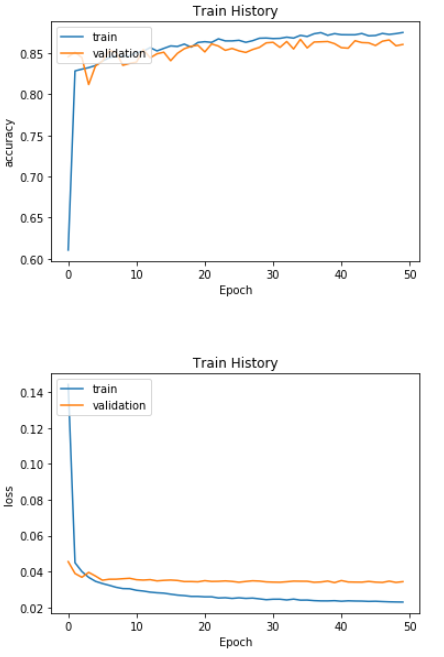 Train History
train
validation
0.85
0.80
0.75
0.70
0.65
0.60
accuracy
0
10
20
30
40
50
Epoch
Train History
train
validation
0.14
0.12
0.10
0.08
0.06
0.04
0.02
loss
0
10
20
30
40
50
Epoch